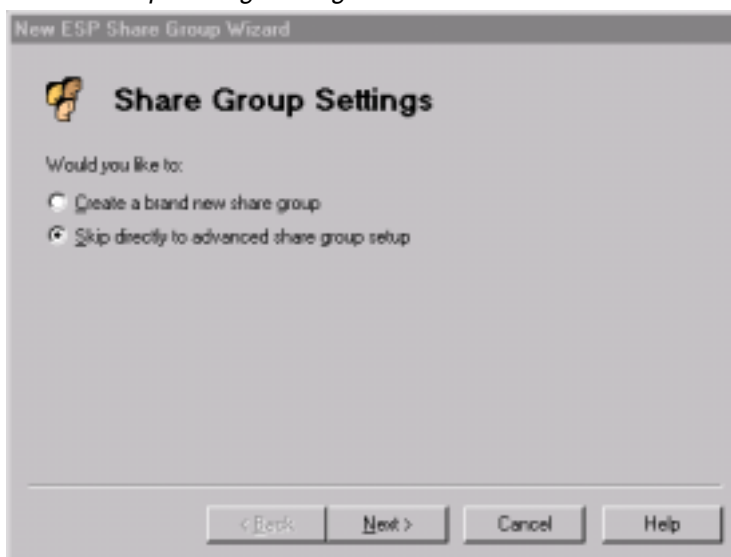 New ESP Share Group Wizard
Share Group Settings
Would you like to:
Create a brand new share group
Skip directly to advanced share group setup
< Back
Next >
Cancel
Help